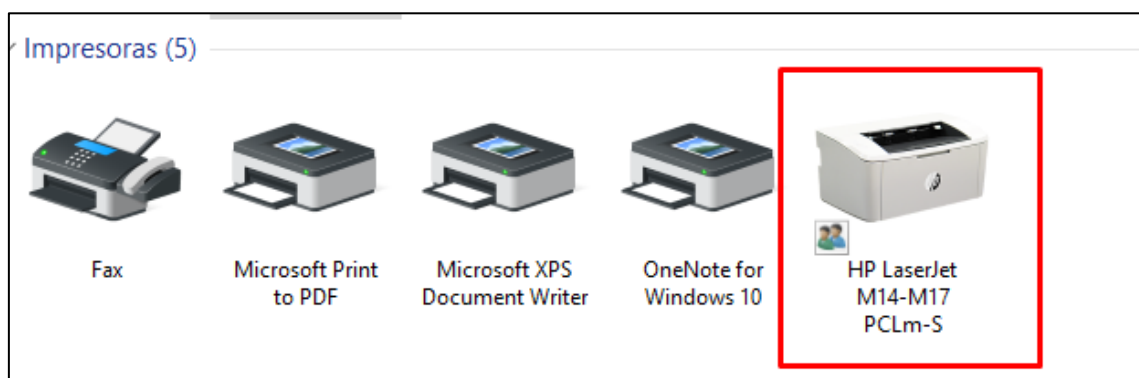 Impresoras (5)
Fax
Microsoft Print
to PDF
Microsoft XPS
Document Writer
OneNote for
Windows 10
HP LaserJet
M14-M17
PCLm-S